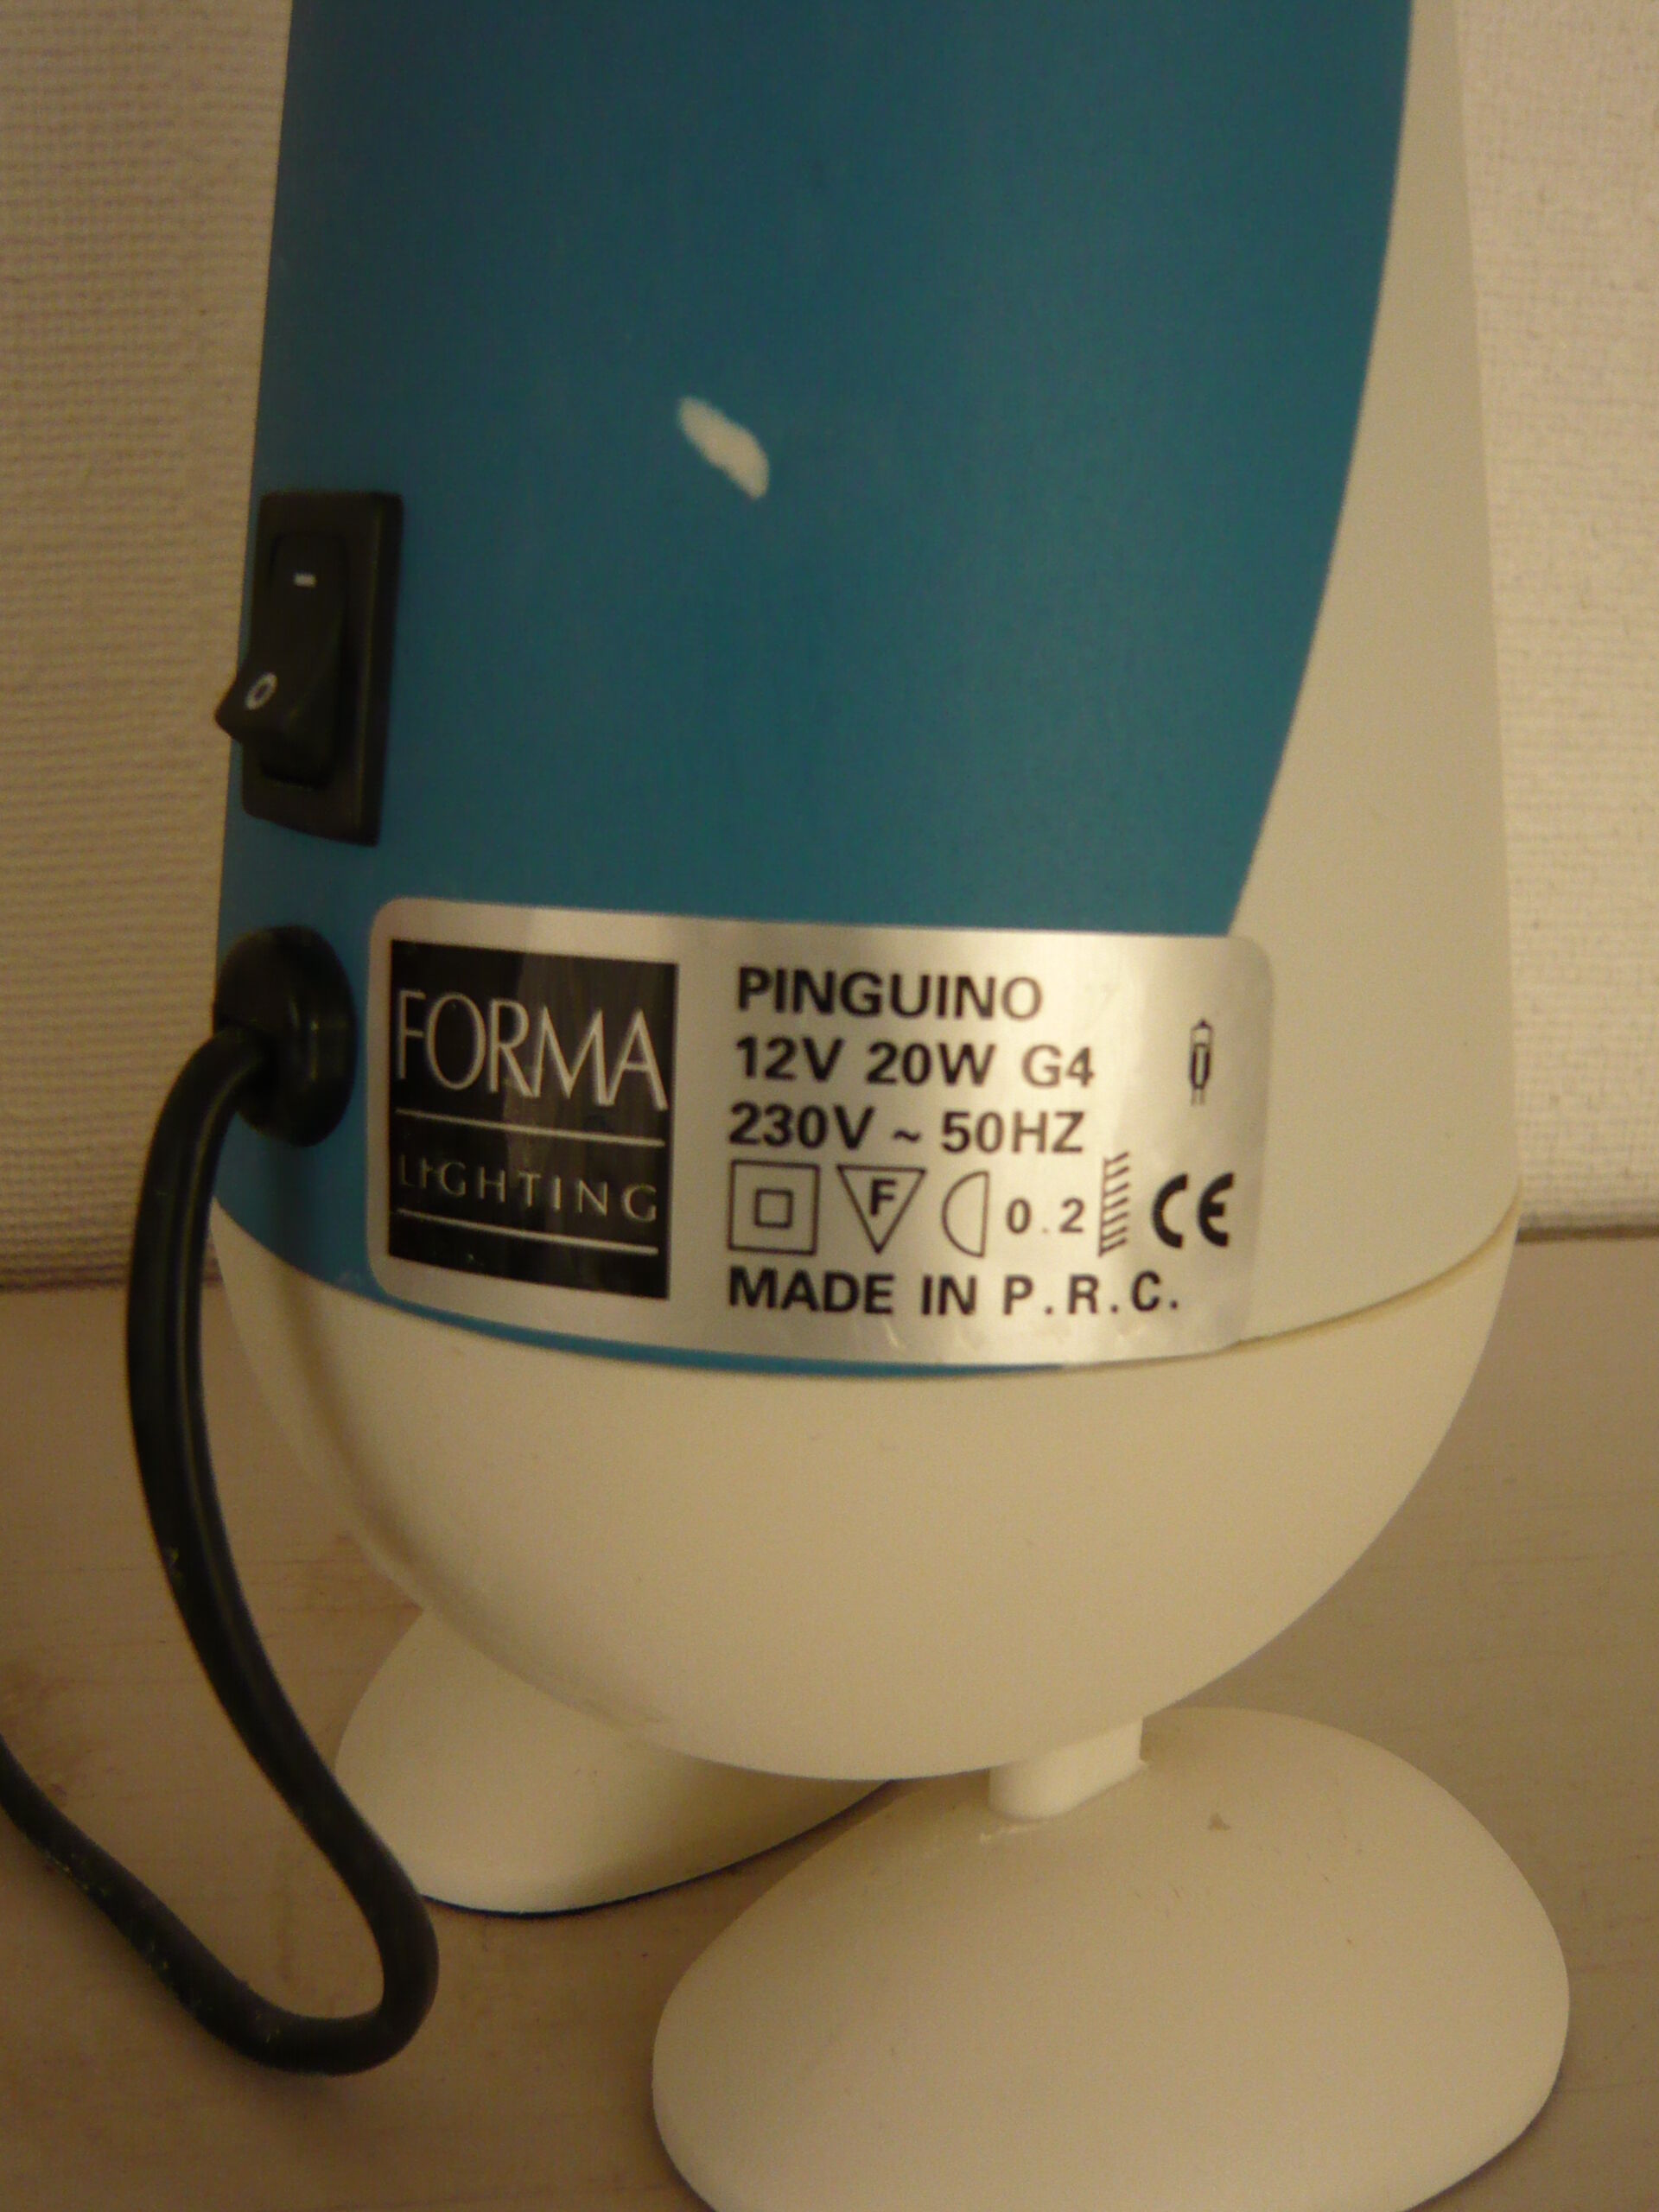 FORMA
LIGHTING
PINGUINO
12V 20W G4
230V ~ 50HZ
F 0.2 CE
MADE IN P.R.C.